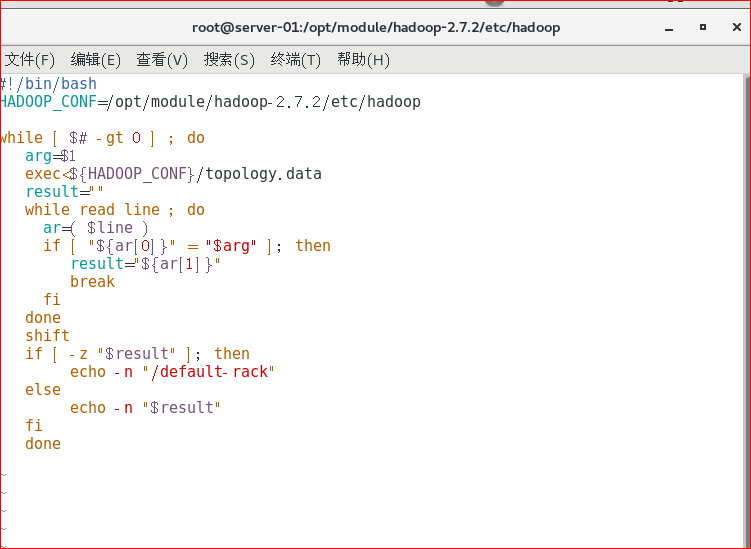 root@server-01:/opt/module/hadoop-2.7.2/etc/hadoop
文件(F) 编辑(E) 查看(V) 搜索(S) 终端(T) 帮助(H)
#!/bin/bash
HADOOP_CONF=/opt/module/hadoop-2.7.2/etc/hadoop
while [ $# -gt 0 ] ; do
arg=$1
exec<${HADOOP_CONF}/topology.data
result=""
while read line ; do
ar=( $line )
if [ "${ar[0]}" = "$arg" ]; then
result="${ar[1]}"
break
fi
done
shift
if [ -z "$result" ]; then
echo -n "/default-rack"
else
echo -n "$result"
fi
done
~
~
~
~
~